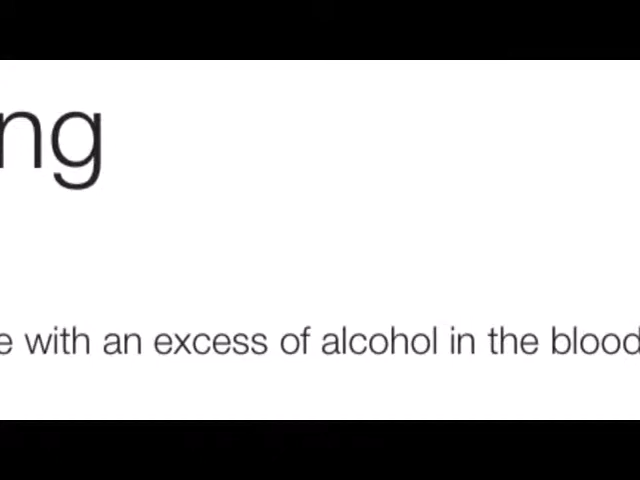 ng
e with an excess of alcohol in the blood